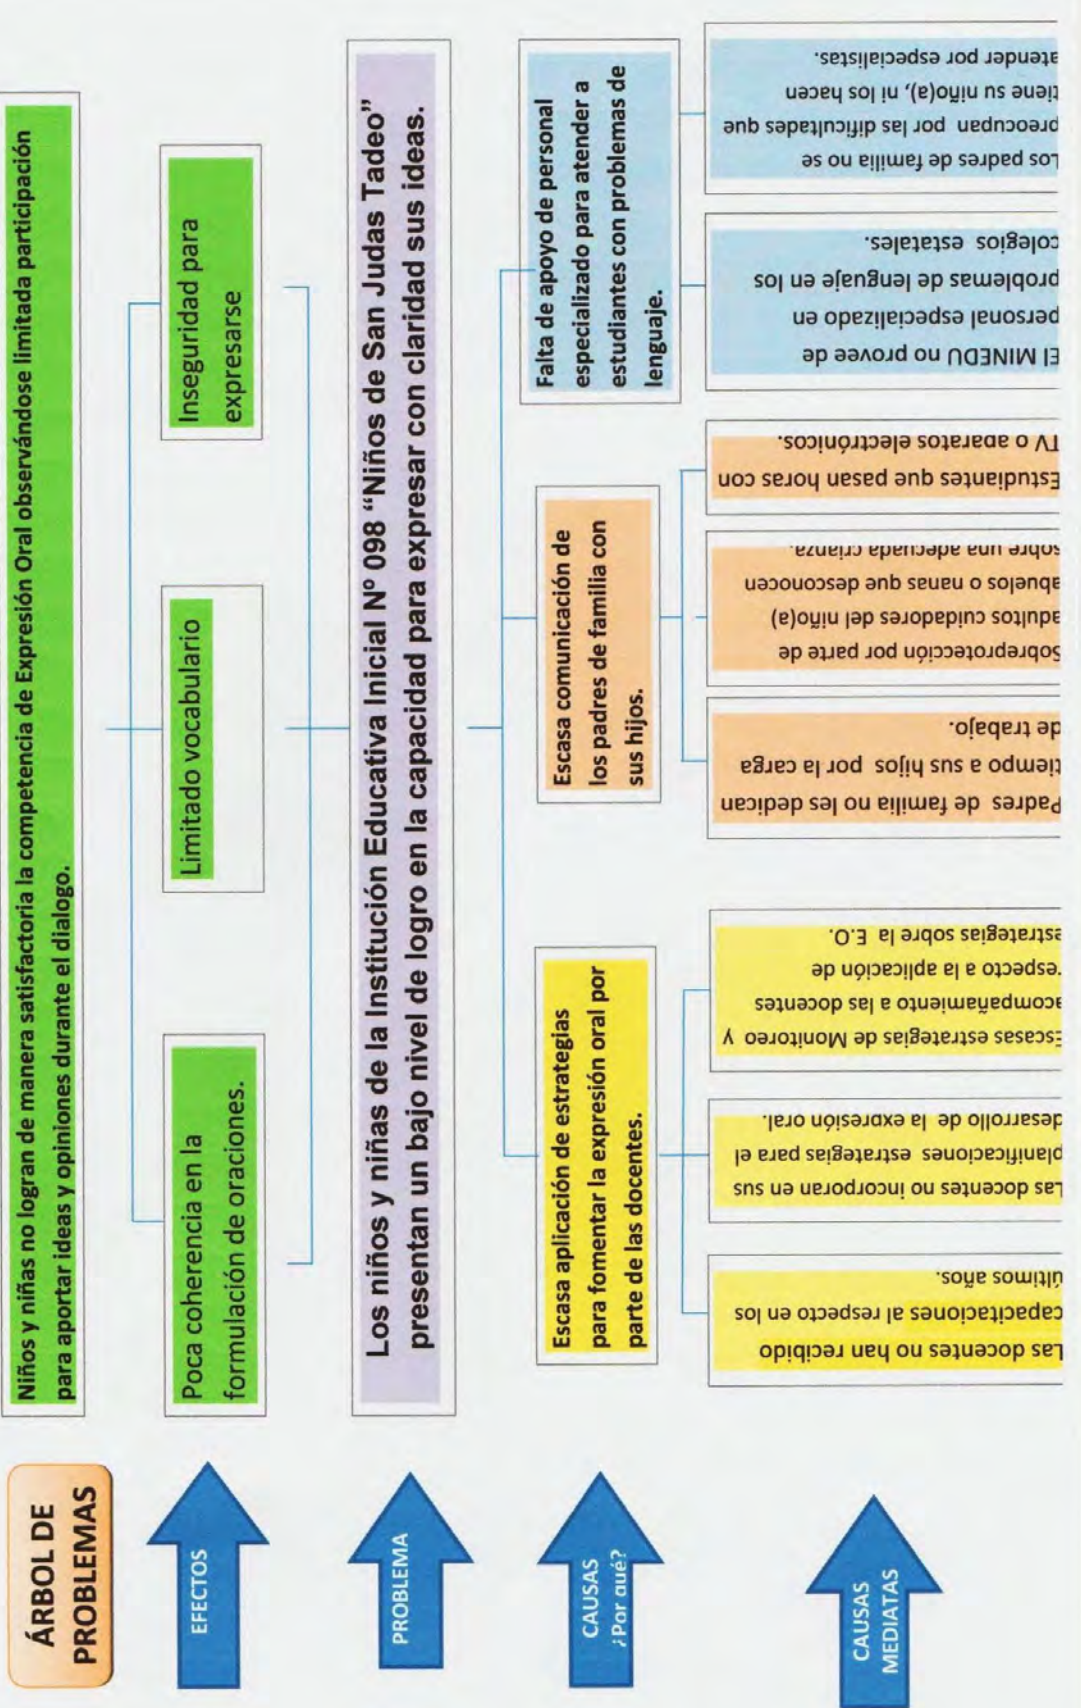 ÁRBOL DE
PROBLEMAS
Niños y niñas no logran de manera satisfactoria la competencia de Expresión Oral observándose limitada participación
para aportar ideas y opiniones durante el dialogo.
EFECTOS
Poca coherencia en la
formulación de oraciones.
Limitado vocabulario
Inseguridad para
expresarse
PROBLEMA
Los niños y niñas de la Institución Educativa Inicial Nº 098 “Niños de San Judas Tadeo”
presentan un bajo nivel de logro en la capacidad para expresar con claridad sus ideas.
CAUSAS
¿Por qué?
Escasa aplicación de estrategias
para fomentar la expresión oral por
parte de las docentes.
Escasa comunicación de
los padres de familia con
sus hijos.
Falta de apoyo de personal
especializado para atender a
estudiantes con problemas de
lenguaje.
CAUSAS
MEDIATAS
Las docentes no han recibido
capacitaciones al respecto en los
últimos años.
Las docentes no incorporan en sus
planificaciones estrategias para el
desarrollo de la expresión oral.
Escasas estrategias de Monitoreo y
acompañamiento a las docentes
respecto a la aplicación de
estrategias sobre la E.O.
Padres de familia no les dedican
tiempo a sus hijos por la carga
de trabajo.
Sobreprotección por parte de
adultos cuidadores del niño(a)
abuelos o nanas que desconocen
sobre una adecuada crianza.
Estudiantes que pasan horas con
TV o aparatos electrónicos.
El MINEDU no provee de
personal especializado en
problemas de lenguaje en los
colegios estatales.
Los padres de familia no se
preocupan por las dificultades que
tiene su niño(a), ni los hacen
atender por especialistas.